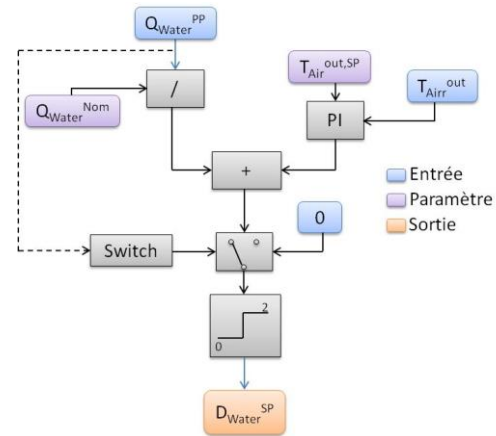 Q_Water^PP
T_Air^out,SP
T_Airr^out
/
Q_Water^Nom
PI
Entrée
+
Paramètre
0
Sortie
Switch
2
0
D_Water^SP